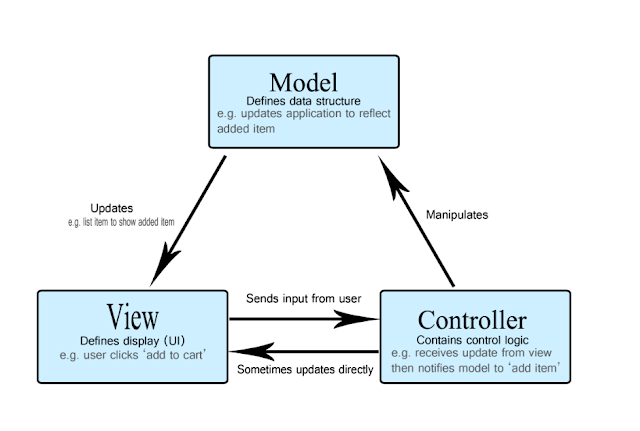 Model
Defines data structure
e.g. updates application to reflect
added item
Updates
e.g. list item to show added item
Manipulates
View
Defines display (UI)
e.g. user clicks ‘add to cart’
Sends input from user
Sometimes updates directly
Controller
Contains control logic
e.g. receives update from view
then notifies model to ‘add item’